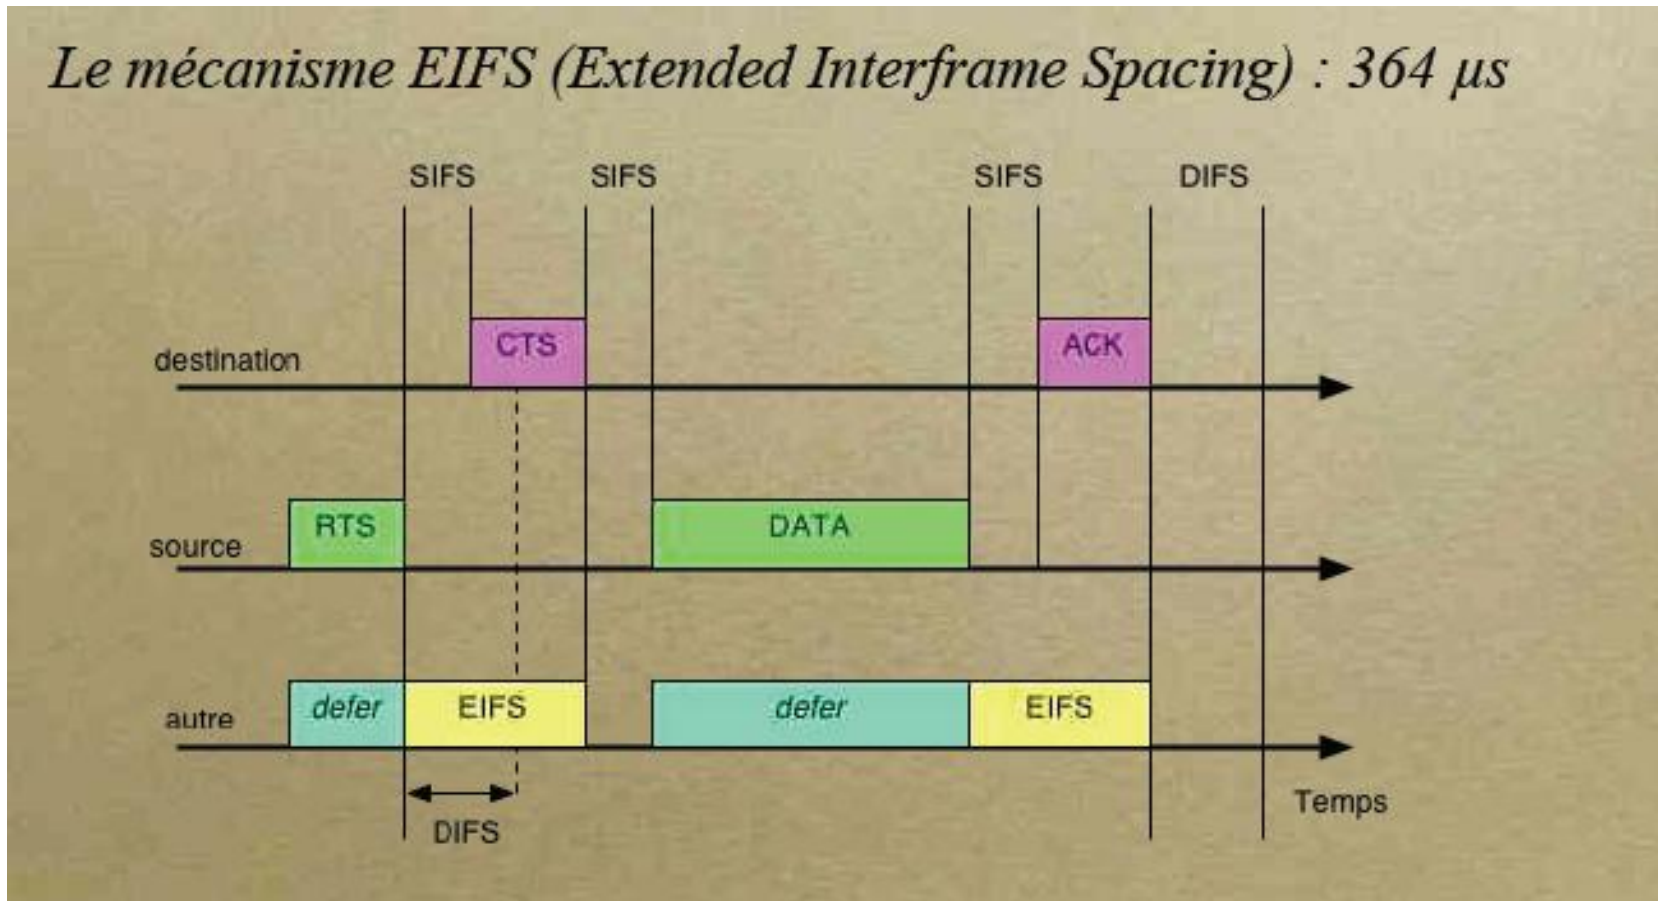 Le mécanisme EIFS (Extended Interframe Spacing) : 364 µs
SIFS SIFS SIFS DIFS
CTS ACK
destination
RTS DATA
source
defer EIFS defer EIFS
autre
Temps
DIFS